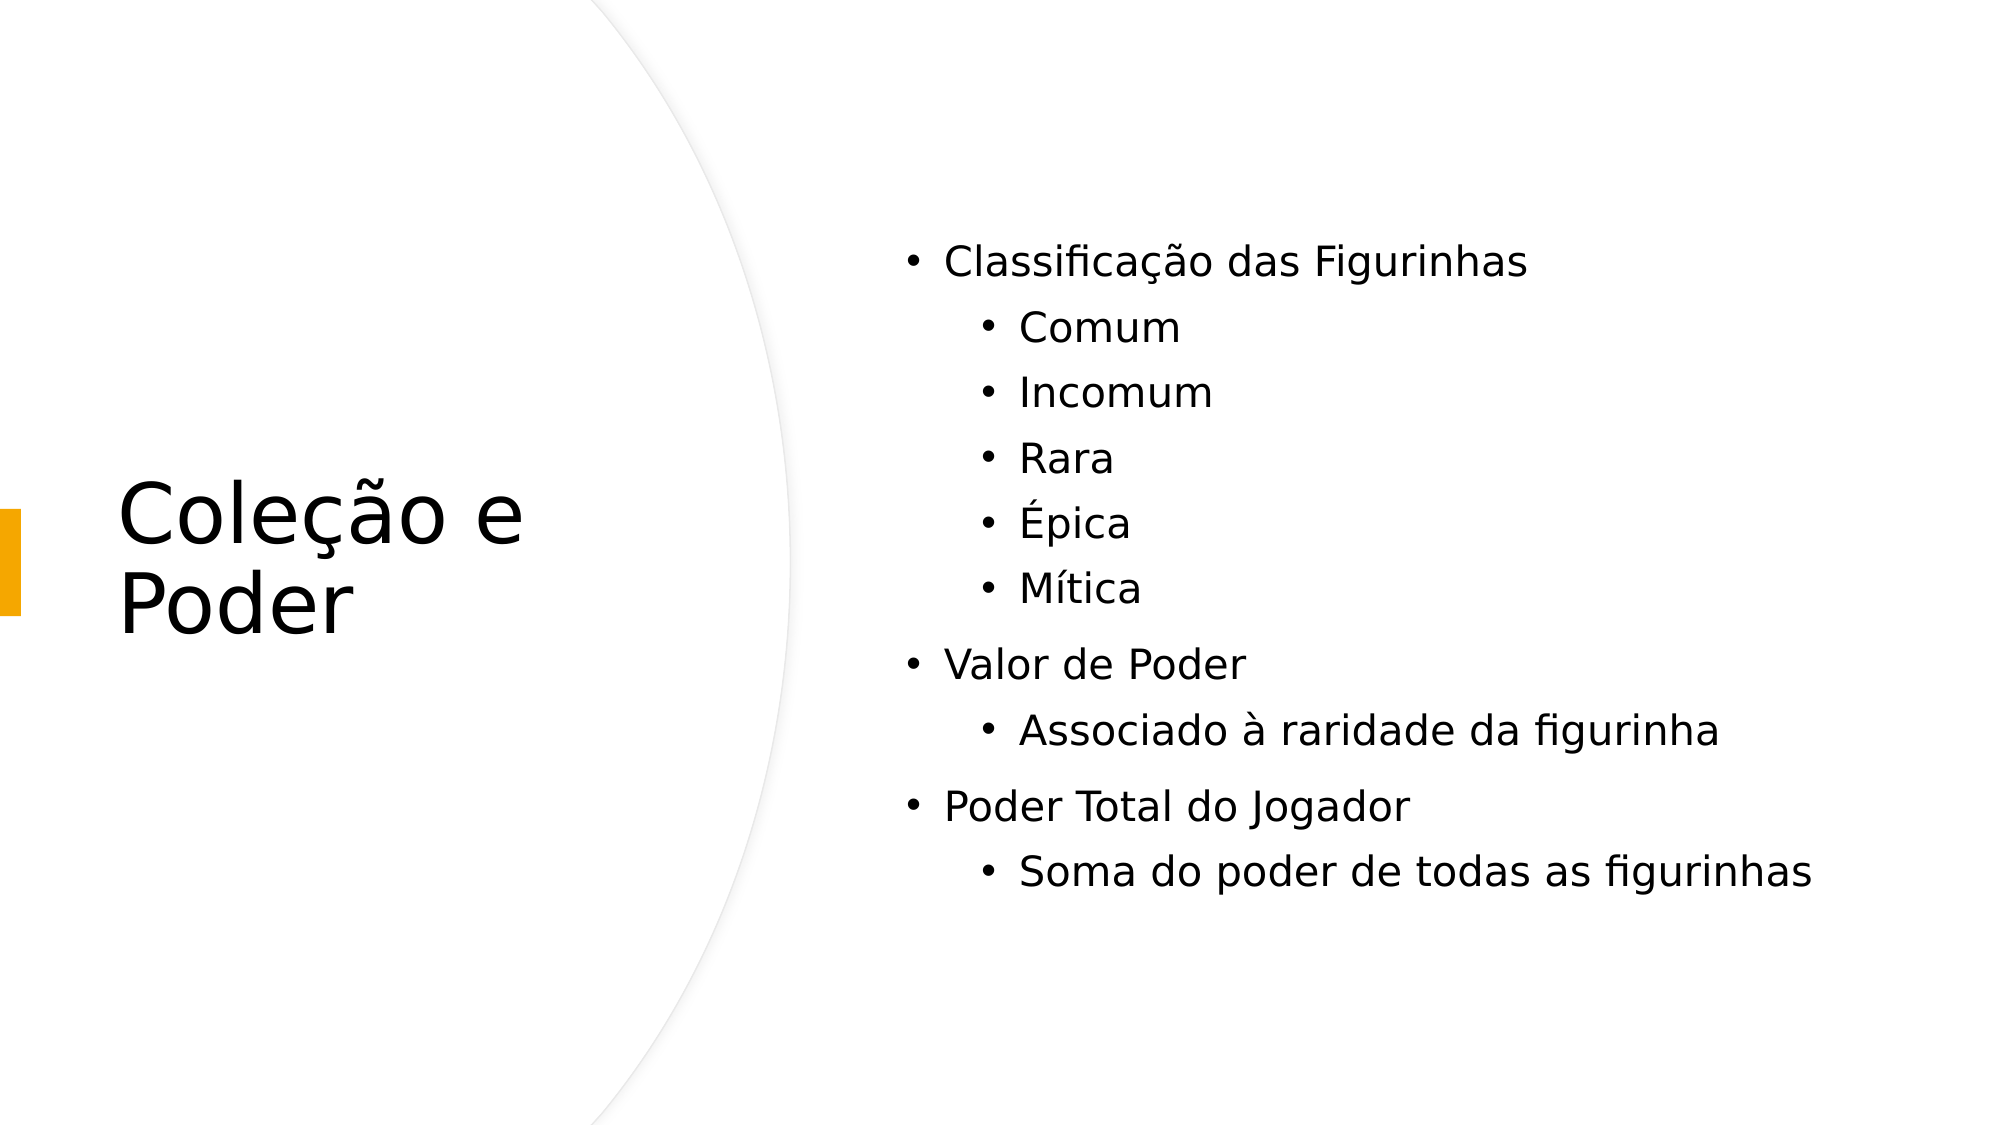 Coleção e
Poder
• Classificação das Figurinhas
• Comum
• Incomum
• Rara
• Épica
• Mítica
• Valor de Poder
• Associado à raridade da figurinha
• Poder Total do Jogador
• Soma do poder de todas as figurinhas